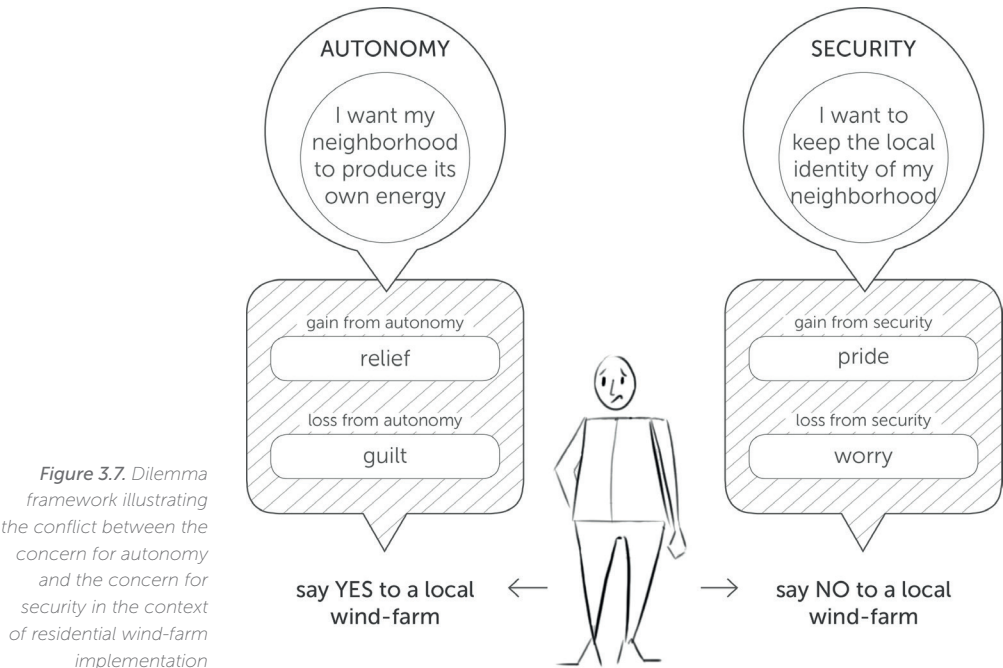 AUTONOMY
I want my
neighborhood
to produce its
own energy
gain from autonomy
relief
loss from autonomy
guilt
say YES to a local
wind-farm
SECURITY
I want to
keep the local
identity of my
neighborhood
gain from security
pride
loss from security
worry
say NO to a local
wind-farm
Figure 3.7. Dilemma
framework illustrating
the conflict between the
concern for autonomy
and the concern for
security in the context
of residential wind-farm
implementation